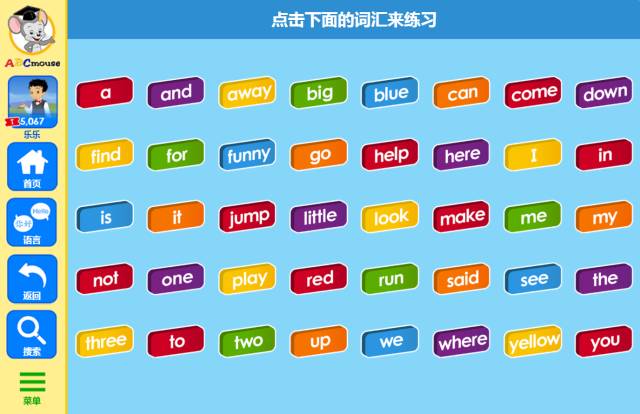 点击下面的词汇来练习
ABCmouse
5,067
乐乐
首页
你好 Hello
语言
返回
搜索
菜单
a and away big blue can come down
find for funny go help here I in
is it jump little look make me my
not one play red run said see the
three to two up we where yellow you